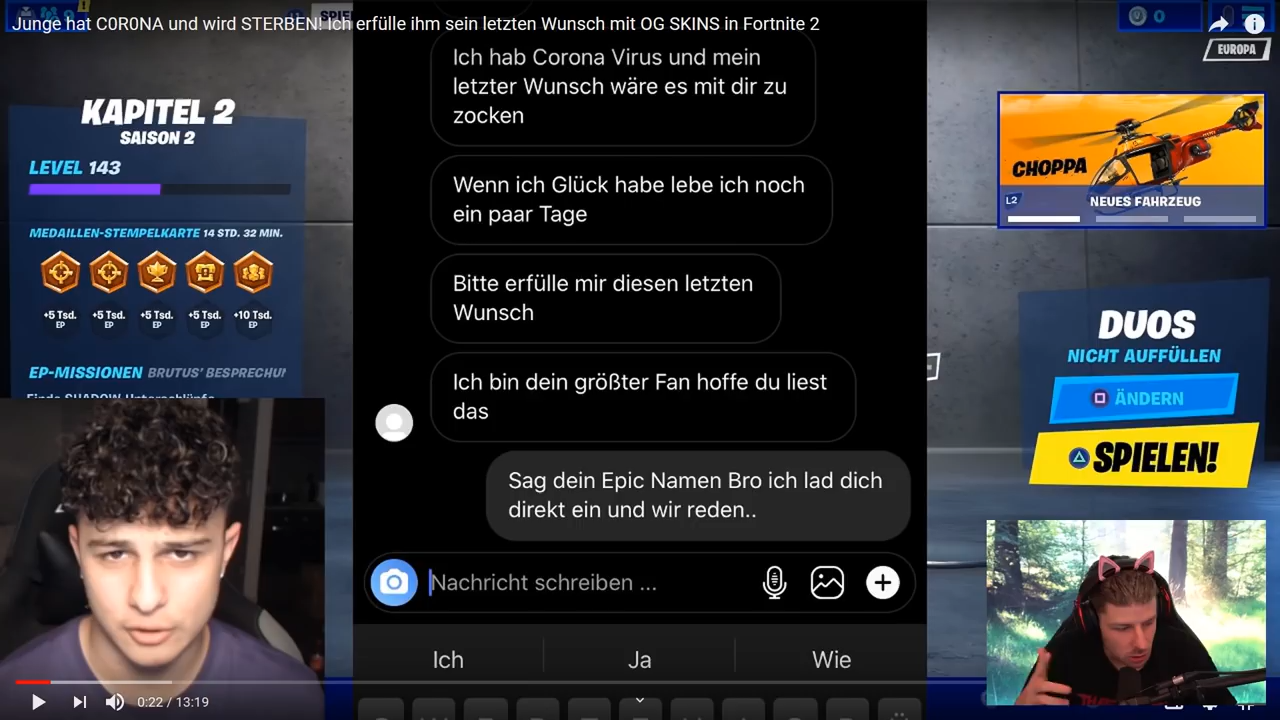 Junge hat C0R0NA und wird STERBEN! Ich erfülle ihm sein letzten Wunsch mit OG SKINS in Fortnite 2
0
EUROPA
KAPITEL 2
SAISON 2
LEVEL 143
MEDAILLEN-STEMPELKARTE 14 STD. 32 MIN.
+5 Tsd. EP
+5 Tsd. EP
+5 Tsd. EP
+5 Tsd. EP
+10 Tsd. EP
EP-MISSIONEN BRUTUS' BESPRECHUN
Ich hab Corona Virus und mein
letzter Wunsch wäre es mit dir zu
zocken
Wenn ich Glück habe lebe ich noch
ein paar Tage
Bitte erfülle mir diesen letzten
Wunsch
Ich bin dein größter Fan hoffe du liest
das
Sag dein Epic Namen Bro ich lad dich
direkt ein und wir reden..
Nachricht schreiben ...
Ich Ja Wie
CHOPPA
L2
NEUES FAHRZEUG
DUOS
NICHT AUFFÜLLEN
ÄNDERN
SPIELEN!
0:22 / 13:19